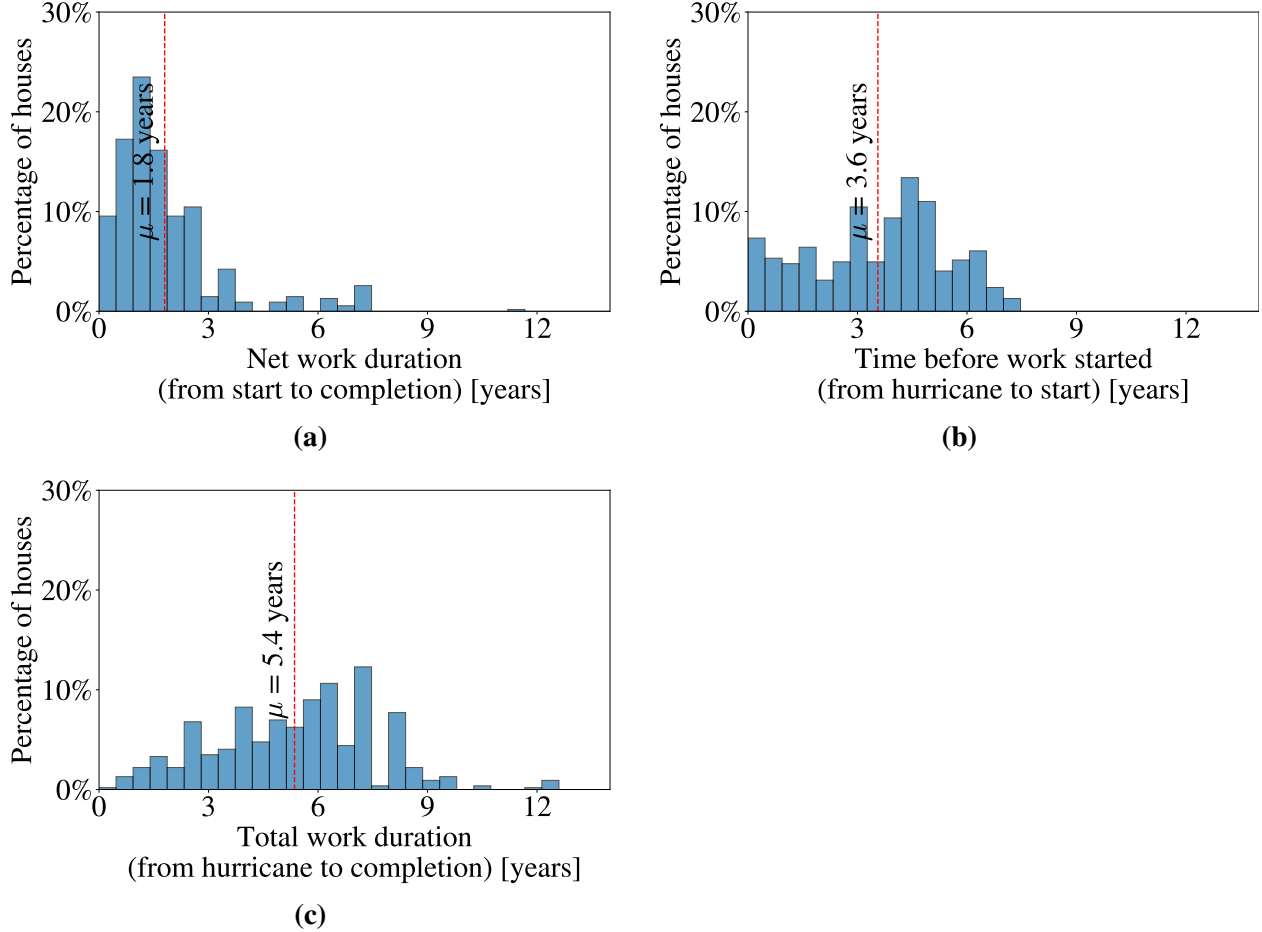 30%
20%
10%
0%
Percentage of houses
μ = 1.8 years
0 3 6 9 12
Net work duration
(from start to completion) [years]
(a)
30%
20%
10%
0%
Percentage of houses
μ = 3.6 years
0 3 6 9 12
Time before work started
(from hurricane to start) [years]
(b)
30%
20%
10%
0%
Percentage of houses
μ = 5.4 years
0 3 6 9 12
Total work duration
(from hurricane to completion) [years]
(c)